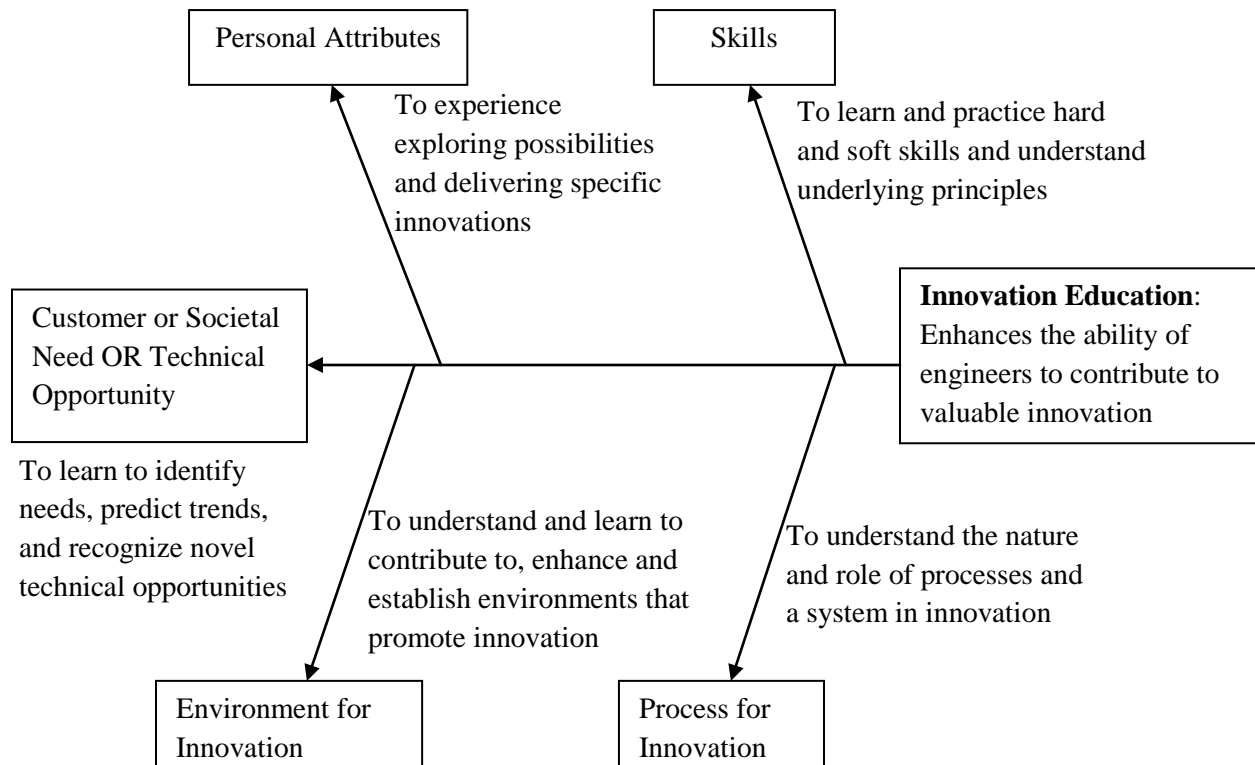 Personal Attributes
Skills
To experience
exploring possibilities
and delivering specific
innovations
To learn and practice hard
and soft skills and understand
underlying principles
Customer or Societal
Need OR Technical
Opportunity
Innovation Education:
Enhances the ability of
engineers to contribute to
valuable innovation
To learn to identify
needs, predict trends,
and recognize novel
technical opportunities
To understand and learn to
contribute to, enhance and
establish environments that
promote innovation
To understand the nature
and role of processes and
a system in innovation
Environment for
Innovation
Process for
Innovation